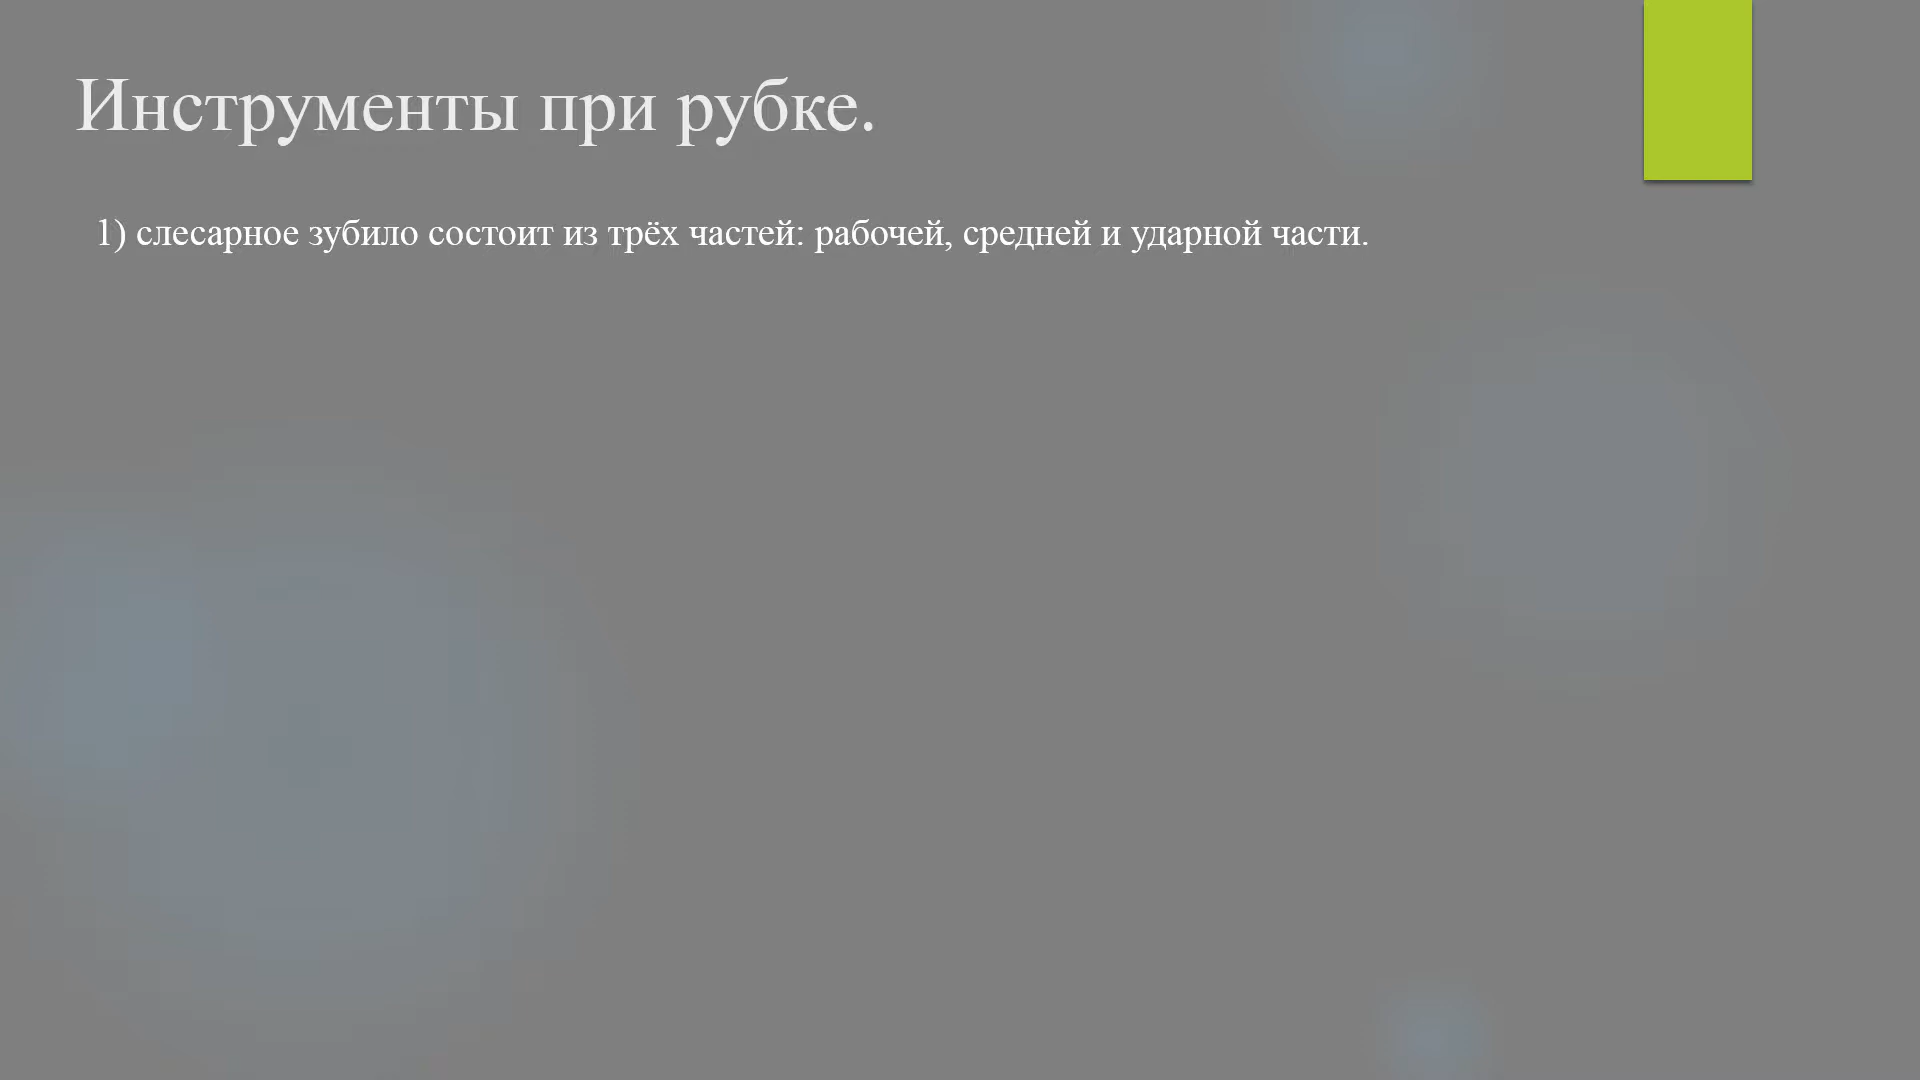 Инструменты при рубке.
1) слесарное зубило состоит из трёх частей: рабочей, средней и ударной части.